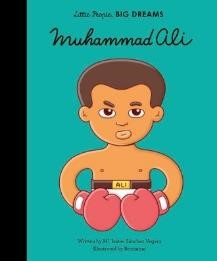 Little People, BIG DREAMS
Muhammad Ali
ALI
Written by Mª Isabel Sánchez Vegara
Illustrated by Brosmind